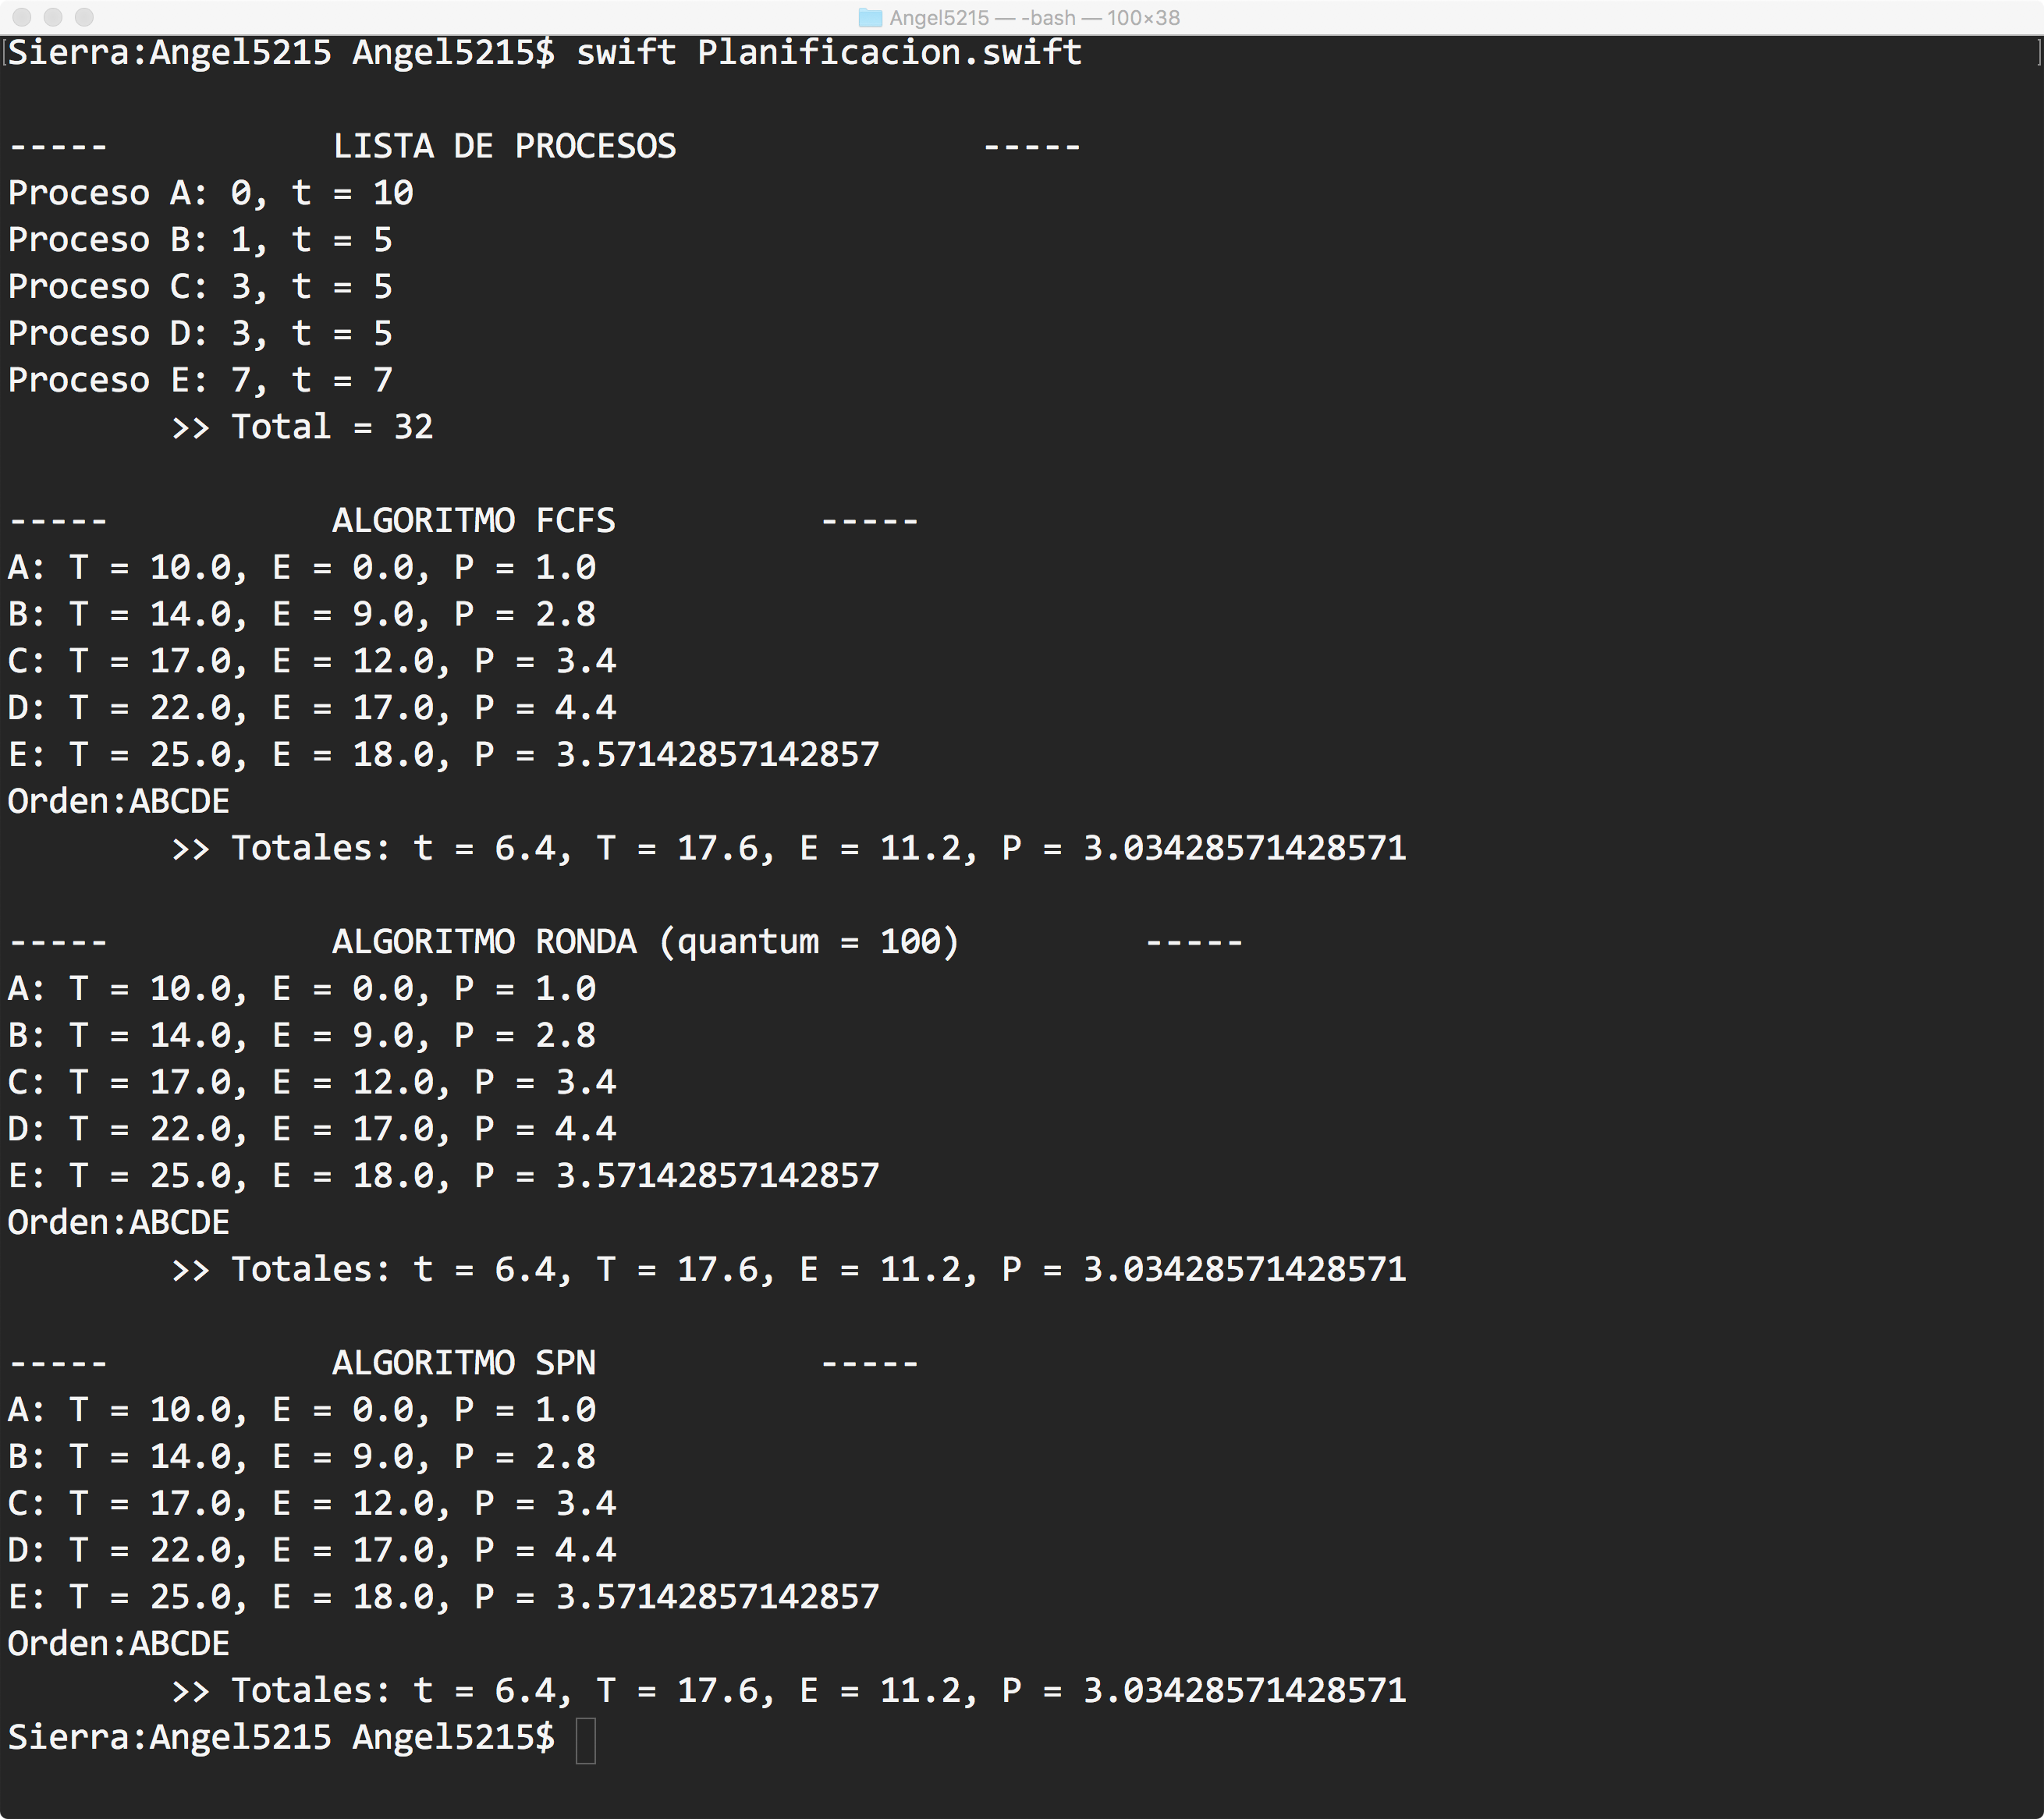 Angel5215 — -bash — 100×38
Sierra:Angel5215 Angel5215$ swift Planificacion.swift
-----           LISTA DE PROCESOS               -----
Proceso A: 0, t = 10
Proceso B: 1, t = 5
Proceso C: 3, t = 5
Proceso D: 3, t = 5
Proceso E: 7, t = 7
        >> Total = 32
-----           ALGORITMO FCFS          -----
A: T = 10.0, E = 0.0, P = 1.0
B: T = 14.0, E = 9.0, P = 2.8
C: T = 17.0, E = 12.0, P = 3.4
D: T = 22.0, E = 17.0, P = 4.4
E: T = 25.0, E = 18.0, P = 3.57142857142857
Orden:ABCDE
        >> Totales: t = 6.4, T = 17.6, E = 11.2, P = 3.03428571428571
-----           ALGORITMO RONDA (quantum = 100)         -----
A: T = 10.0, E = 0.0, P = 1.0
B: T = 14.0, E = 9.0, P = 2.8
C: T = 17.0, E = 12.0, P = 3.4
D: T = 22.0, E = 17.0, P = 4.4
E: T = 25.0, E = 18.0, P = 3.57142857142857
Orden:ABCDE
        >> Totales: t = 6.4, T = 17.6, E = 11.2, P = 3.03428571428571
-----           ALGORITMO SPN           -----
A: T = 10.0, E = 0.0, P = 1.0
B: T = 14.0, E = 9.0, P = 2.8
C: T = 17.0, E = 12.0, P = 3.4
D: T = 22.0, E = 17.0, P = 4.4
E: T = 25.0, E = 18.0, P = 3.57142857142857
Orden:ABCDE
        >> Totales: t = 6.4, T = 17.6, E = 11.2, P = 3.03428571428571
Sierra:Angel5215 Angel5215$